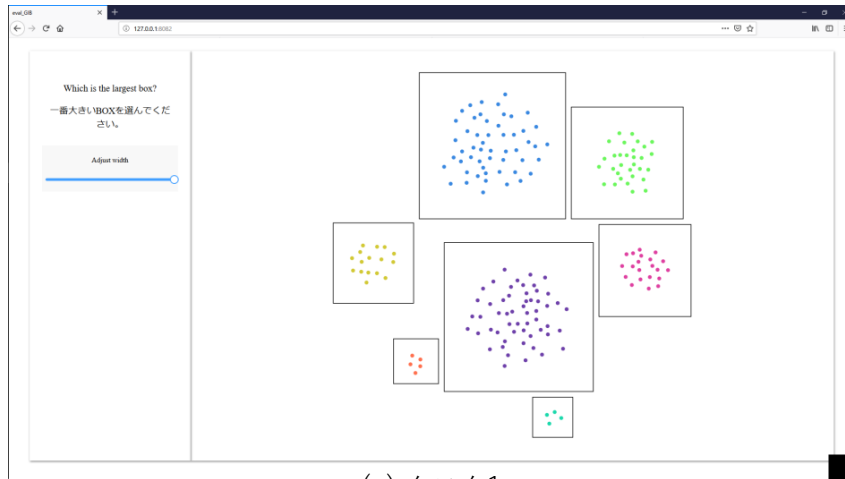 eval_GIB
127.0.0.1:8082
Which is the largest box?
一番大きいBOXを選んでくだ
さい。
Adjust width